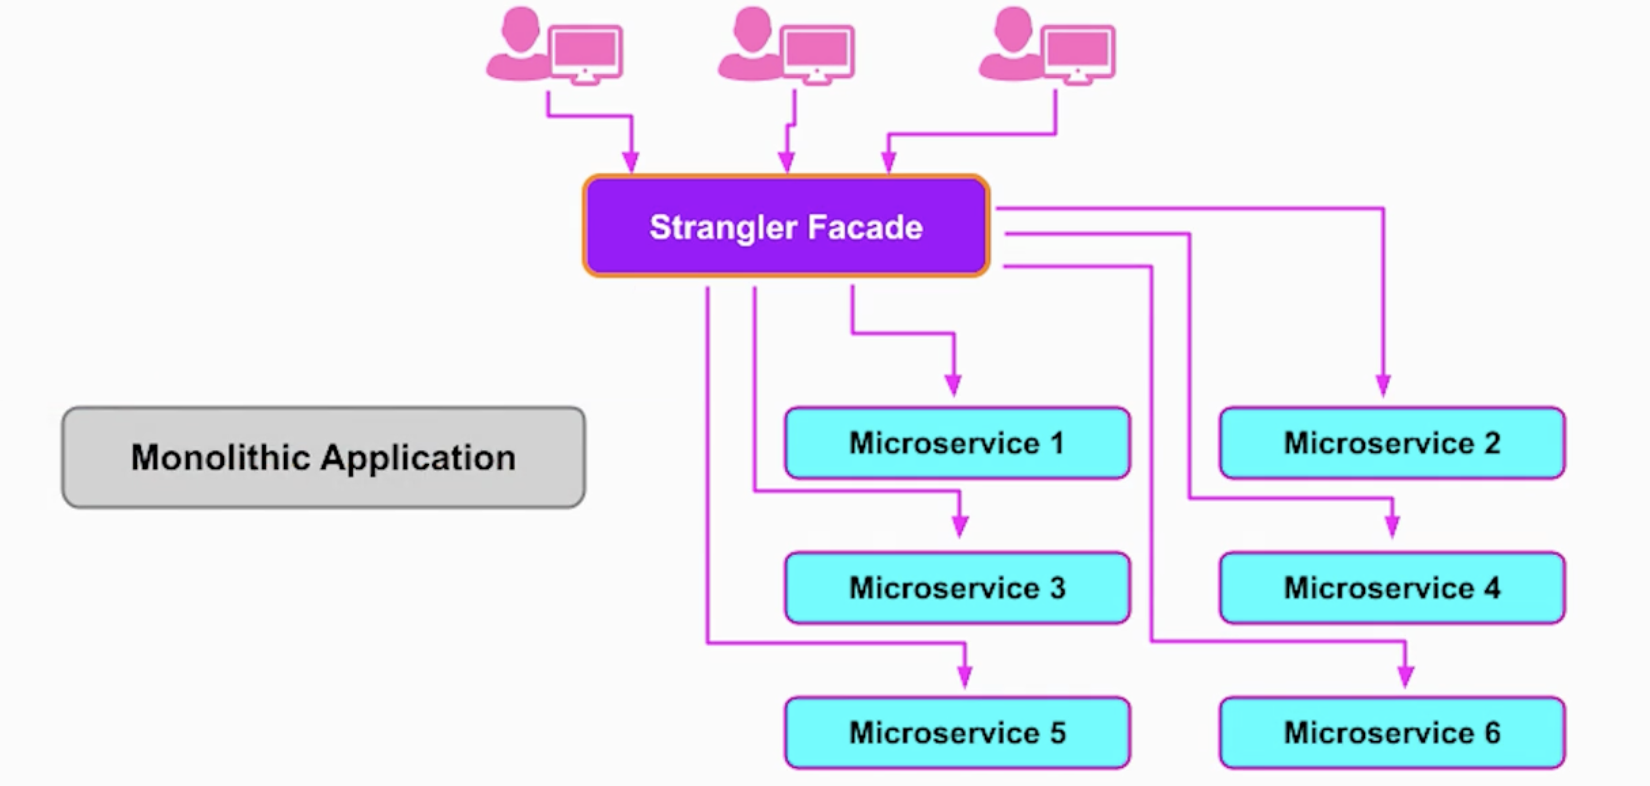 Strangler Facade
Monolithic Application
Microservice 1
Microservice 2
Microservice 3
Microservice 4
Microservice 5
Microservice 6